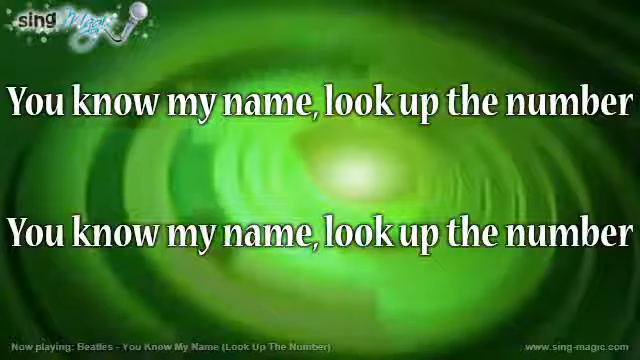 sing Magic
You know my name, look up the number
You know my name, look up the number
Now playing: Beatles - You Know My Name (Look Up The Number)
www.sing-magic.com